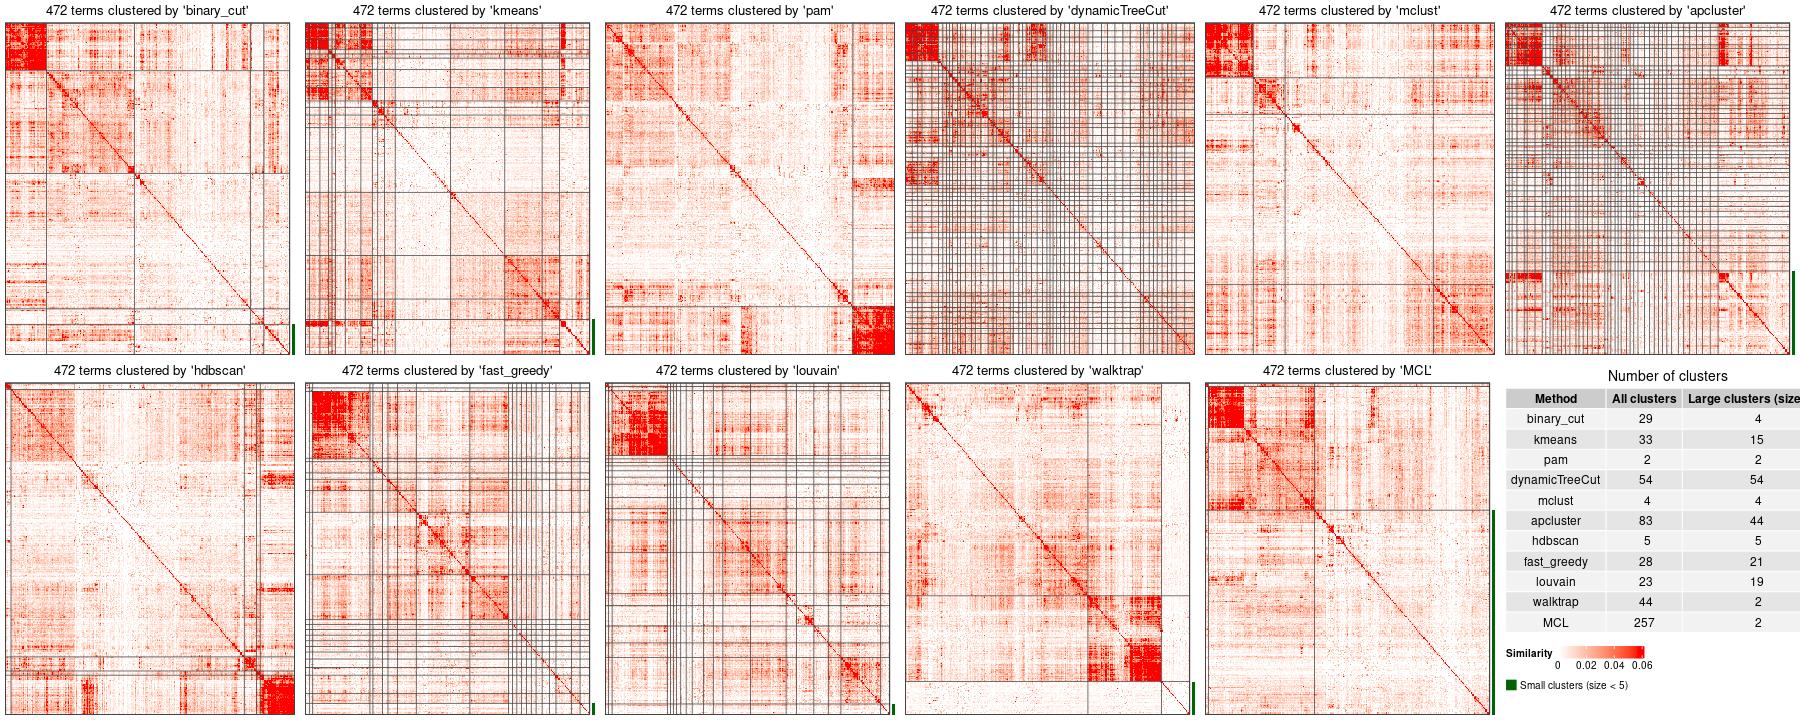 472 terms clustered by 'binary_cut'
472 terms clustered by 'kmeans'
472 terms clustered by 'pam'
472 terms clustered by 'dynamicTreeCut'
472 terms clustered by 'mclust'
472 terms clustered by 'apcluster'
472 terms clustered by 'hdbscan'
472 terms clustered by 'fast_greedy'
472 terms clustered by 'louvain'
472 terms clustered by 'walktrap'
472 terms clustered by 'MCL'
Number of clusters
Method All clusters Large clusters (size
binary_cut 29 4
kmeans 33 15
pam 2 2
dynamicTreeCut 54 54
mclust 4 4
apcluster 83 44
hdbscan 5 5
fast_greedy 28 21
louvain 23 19
walktrap 44 2
MCL 257 2
Similarity
0 0.02 0.04 0.06
Small clusters (size < 5)